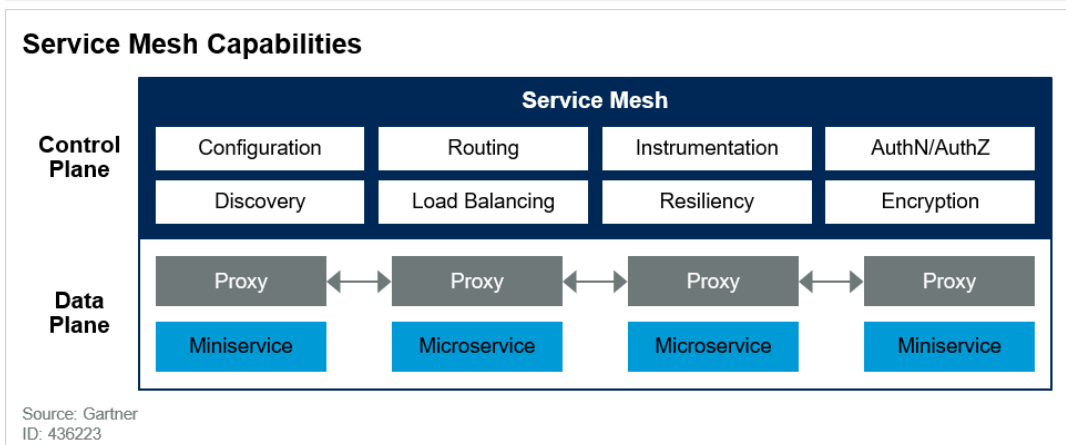 Service Mesh Capabilities
Service Mesh
Control
Plane
Configuration
Routing
Instrumentation
AuthN/AuthZ
Discovery
Load Balancing
Resiliency
Encryption
Data
Plane
Proxy
Proxy
Proxy
Proxy
Miniservice
Microservice
Microservice
Miniservice
Source: Gartner
ID: 436223